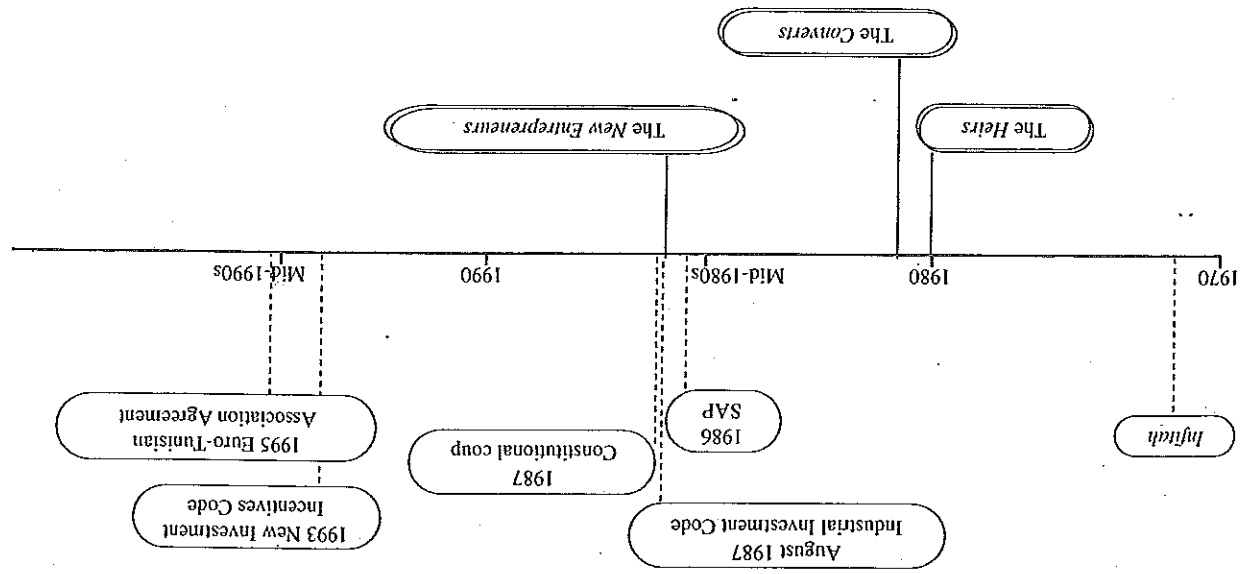 August 1987
Industrial Investment Code
1993 New Investment
Incentives Code
Infitah
1986
SAP
1987
Constitutional coup
1995 Euro-Tunisian
Association Agreement
1970
1980
Mid-1980s
1990
Mid-1990s
The Heirs
The New Entrepreneurs
The Converts